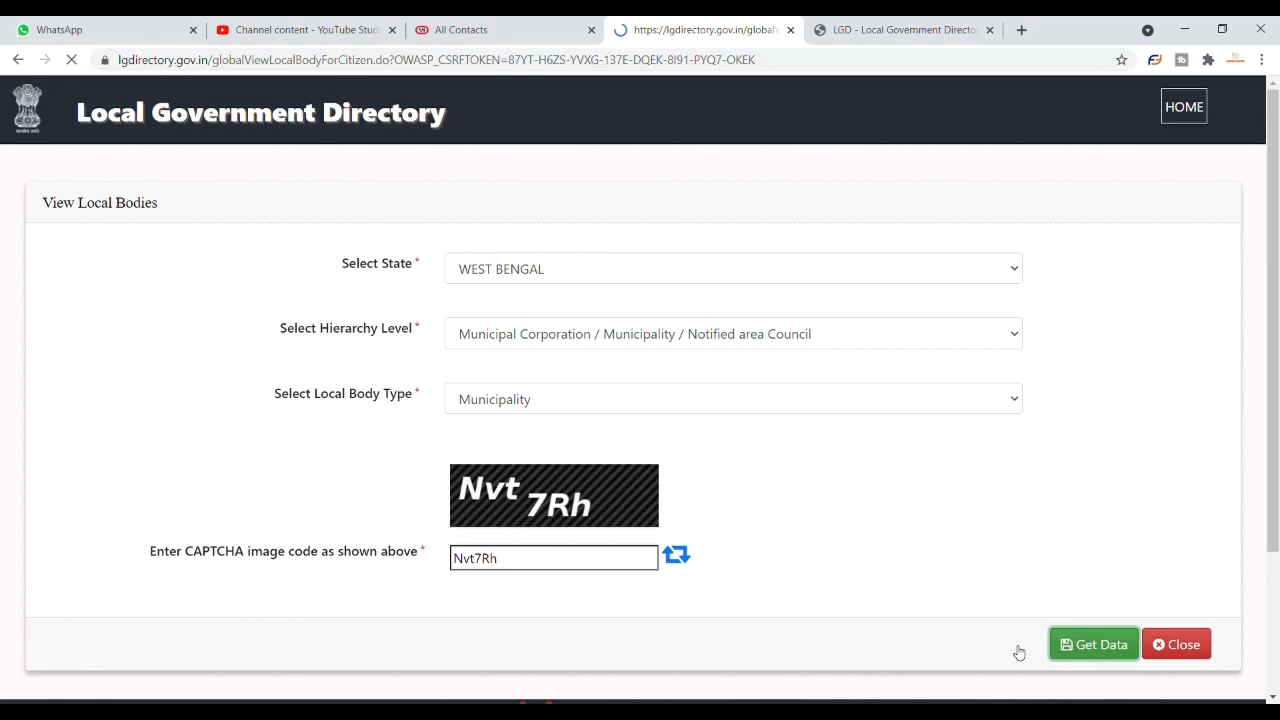 WhatsApp
Channel content - YouTube Studi
All Contacts
https://lgdirectory.gov.in/globalV
LGD - Local Government Directo
lgdirectory.gov.in/globalViewLocalBodyForCitizen.do?OWASP_CSRFTOKEN=87YT-H6ZS-YVXG-137E-DQEK-8I91-PYQ7-OKEK
Local Government Directory
HOME
View Local Bodies
Select State *
WEST BENGAL
Select Hierarchy Level *
Municipal Corporation / Municipality / Notified area Council
Select Local Body Type *
Municipality
Nvt 7Rh
Enter CAPTCHA image code as shown above *
Nvt7Rh
Get Data
Close